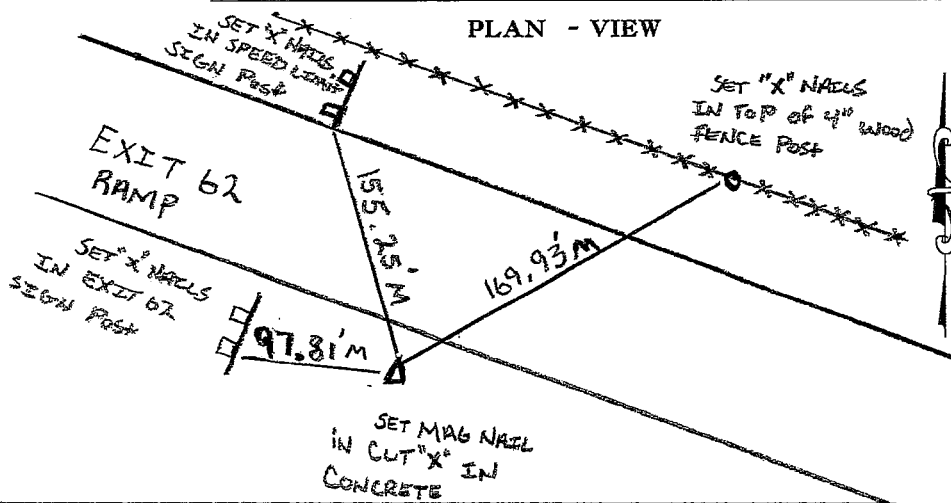 PLAN - VIEW
SET "X" NAILS
IN SPEED LIMIT
SIGN POST
SET "X" NAILS
IN TOP OF 4" WOOD
FENCE POST
EXIT 62
RAMP
155.25' M
169.93' M
SET "X" NAILS
IN EXIT 62
SIGN POST
97.81' M
SET MAG NAIL
IN CUT "X" IN
CONCRETE